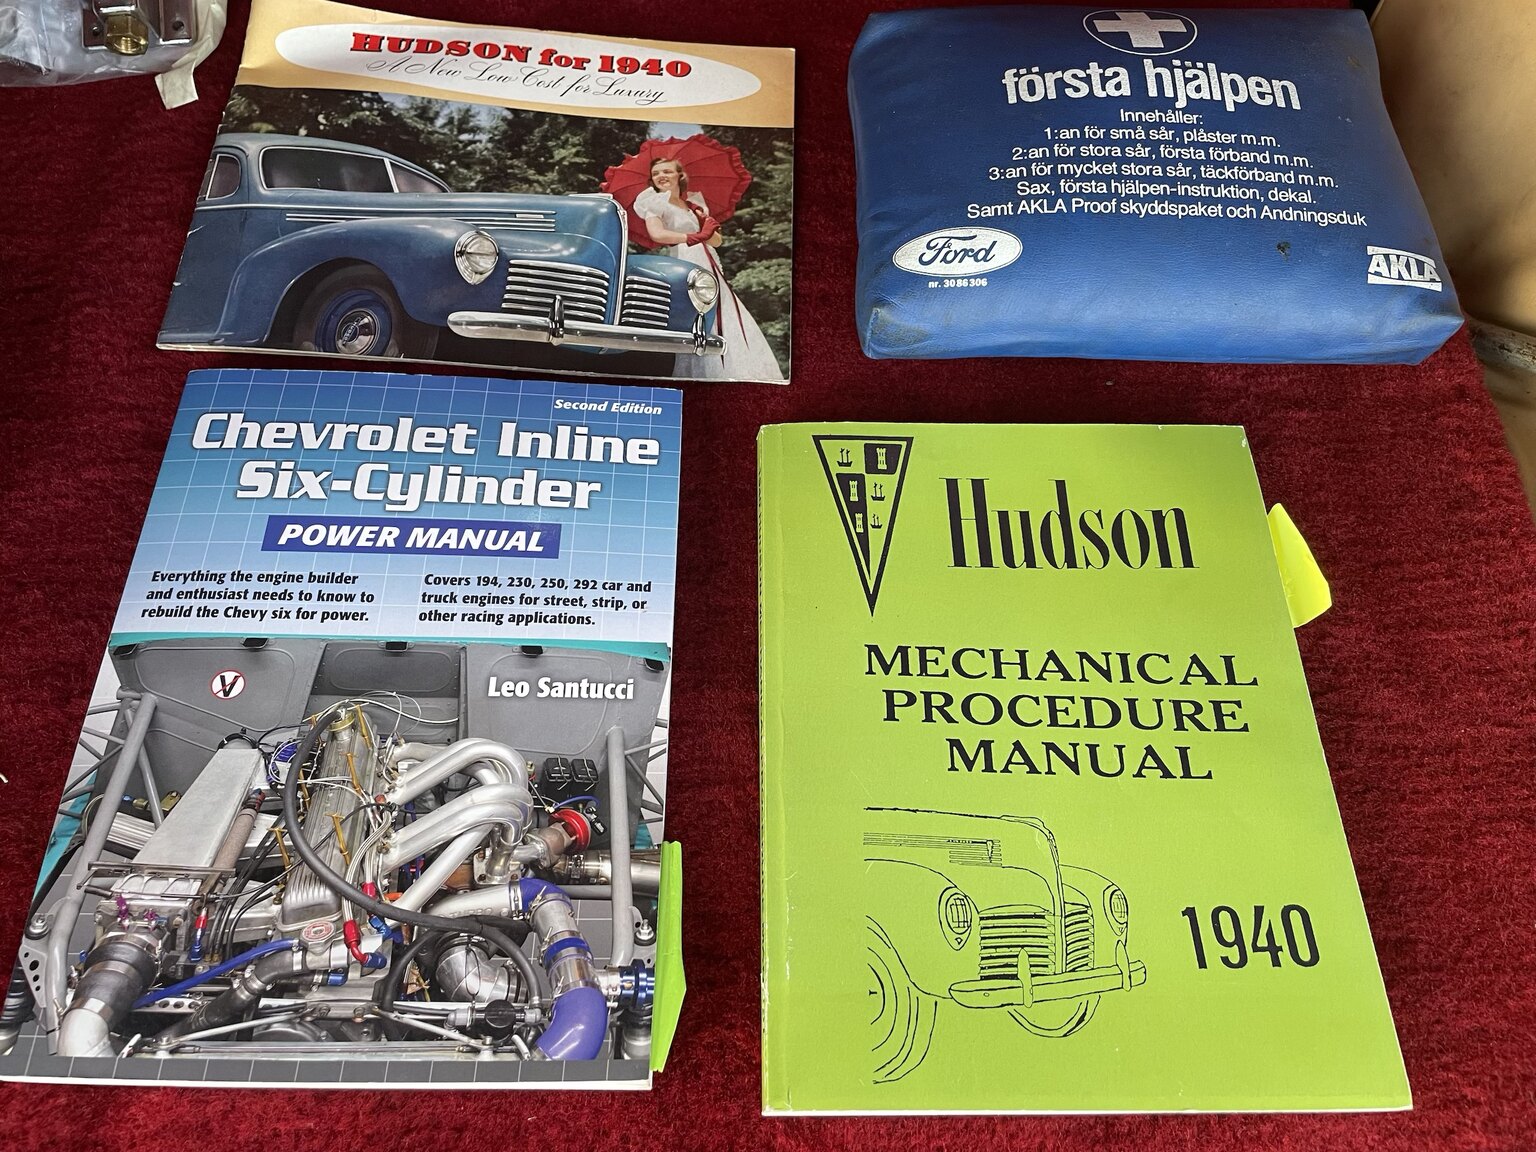 HUDSON for 1940
A New Low Cost for Luxury
första hjälpen
Innehåller:
1:an för små sår, plåster m.m.
2:an för stora sår, första förband m.m.
3:an för mycket stora sår, täckförband m.m.
Sax, första hjälpen-instruktion, dekal.
Samt AKLA Proof skyddspaket och Andningsduk
Ford
nr. 3086306
AKLA
Second Edition
Chevrolet Inline
Six-Cylinder
POWER MANUAL
Everything the engine builder
and enthusiast needs to know to
rebuild the Chevy six for power.
Covers 194, 230, 250, 292 car and
truck engines for street, strip, or
other racing applications.
V
Leo Santucci
Hudson
MECHANICAL
PROCEDURE
MANUAL
1940